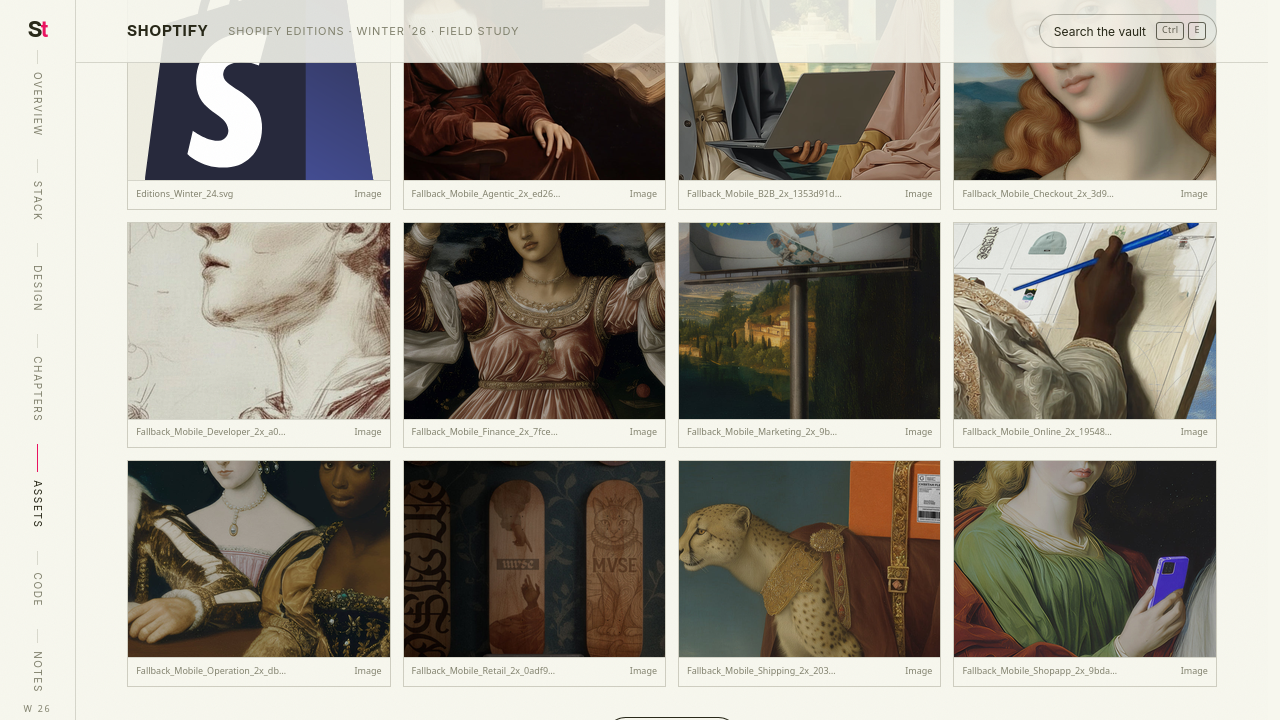 St
SHOPTIFY
SHOPIFY EDITIONS · WINTER '26 · FIELD STUDY
Search the vault
Ctrl
E
OVERVIEW
STACK
DESIGN
CHAPTERS
ASSETS
CODE
NOTES
W 26
S
Editions_Winter_24.svg
Image
Fallback_Mobile_Agentic_2x_ed26...
Image
Fallback_Mobile_B2B_2x_1353d91d...
Image
Fallback_Mobile_Checkout_2x_3d9...
Image
Fallback_Mobile_Developer_2x_a0...
Image
Fallback_Mobile_Finance_2x_7fce...
Image
Fallback_Mobile_Marketing_2x_9b...
Image
Fallback_Mobile_Online_2x_19548...
Image
MVSE
Fallback_Mobile_Operation_2x_db...
Image
Fallback_Mobile_Retail_2x_0adf9...
Image
Fallback_Mobile_Shipping_2x_203...
Image
Fallback_Mobile_Shopapp_2x_9bda...
Image